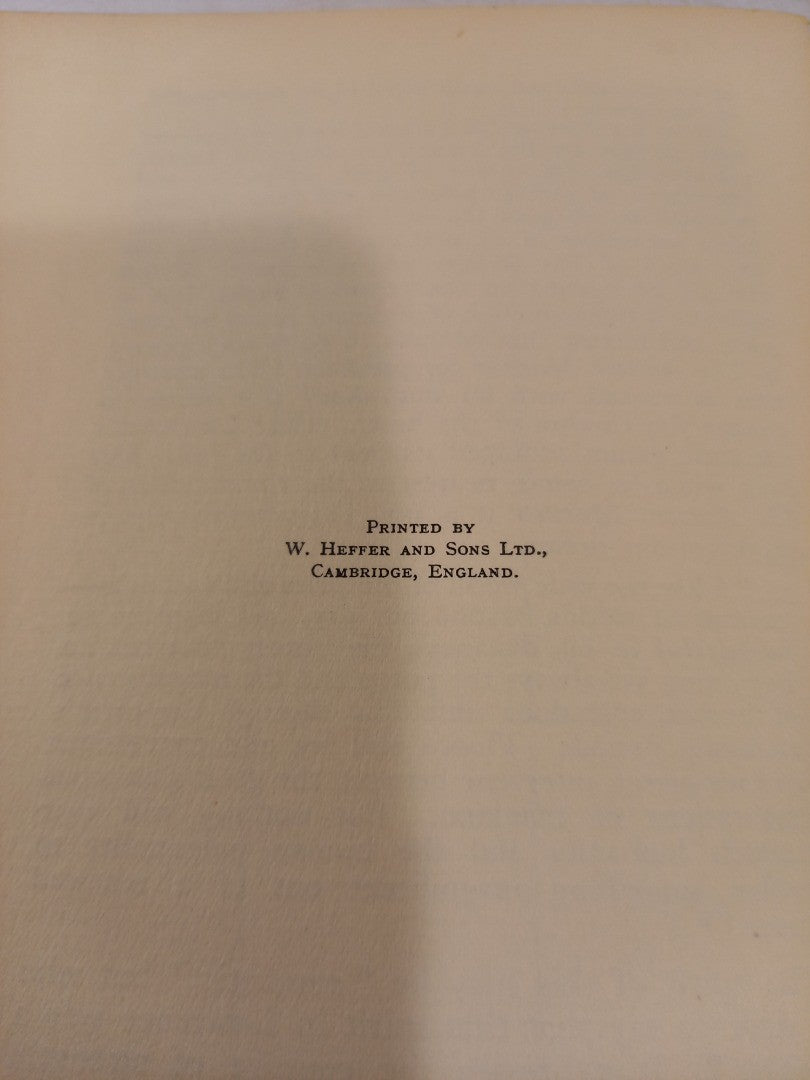 Printed by
W. Heffer and Sons Ltd.,
Cambridge, England.